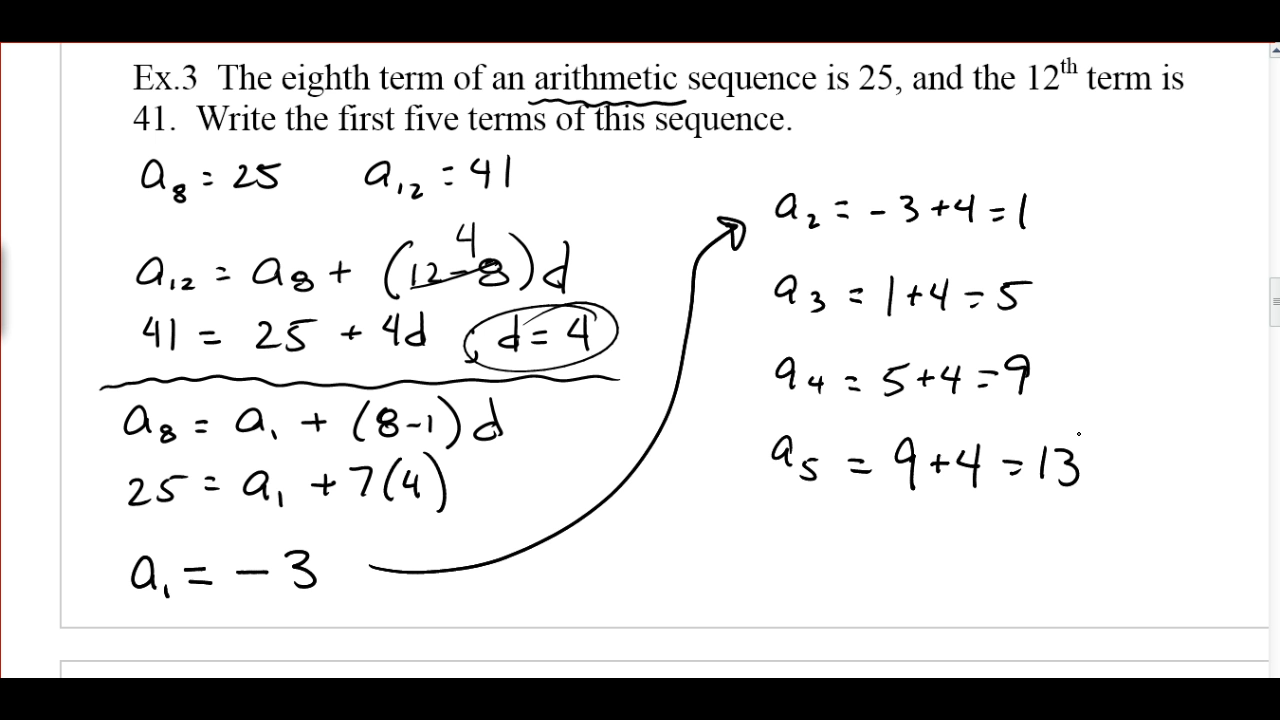 Ex.3 The eighth term of an arithmetic sequence is 25, and the 12th term is
41. Write the first five terms of this sequence.
a₈ = 25 a₁₂ = 41
4
a₁₂ = a₈ + (12-8)d
41 = 25 + 4d d = 4
a₈ = a₁ + (8-1)d
25 = a₁ + 7(4)
a₁ = -3
a₂ = -3+4=1
a₃ = 1+4=5
a₄ = 5+4=9
a₅ = 9+4=13